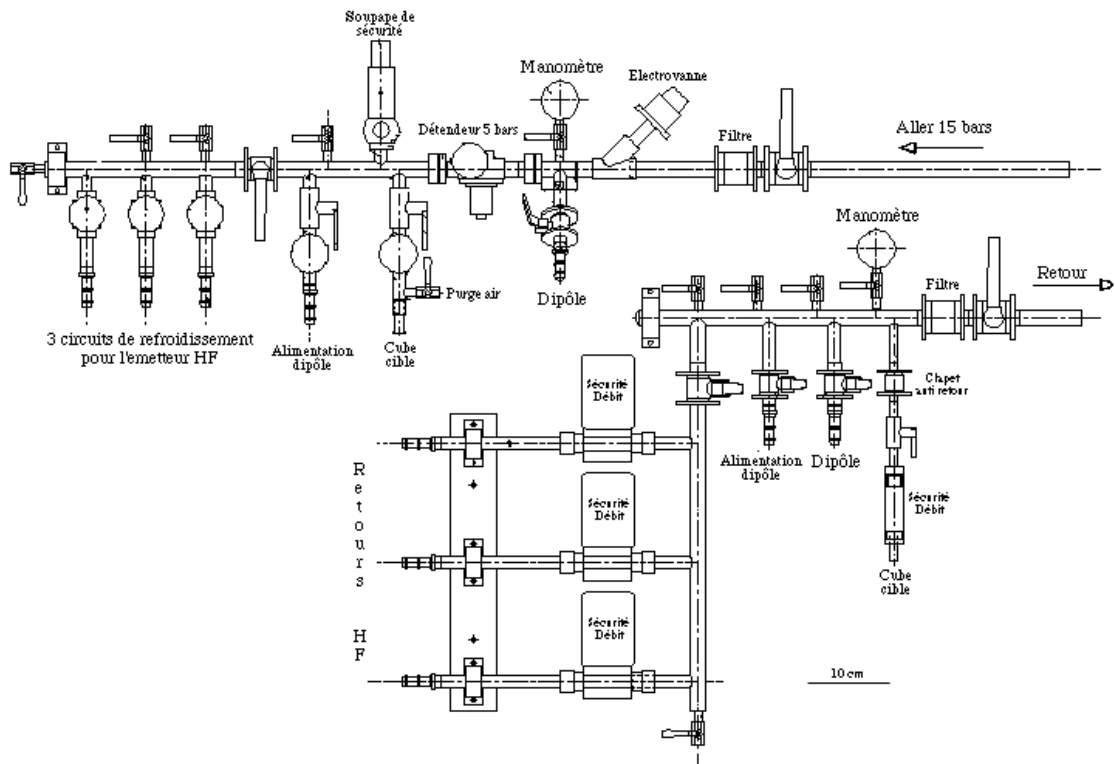 Soupape de
sécurité
Manomètre
Electrovanne
Détendeur 5 bars
Filtre
Aller 15 bars
Manomètre
Filtre
Retour
Purge air
Dipôle
3 circuits de refroidissement
pour l'emetteur HF
Alimentation
dipôle
Cube
cible
Clapet
anti retour
Sécurité
Débit
Alimentation
dipôle
Dipôle
Sécurité
Débit
Cube
cible
Retours
HF
Sécurité
Débit
Sécurité
Débit
10 cm